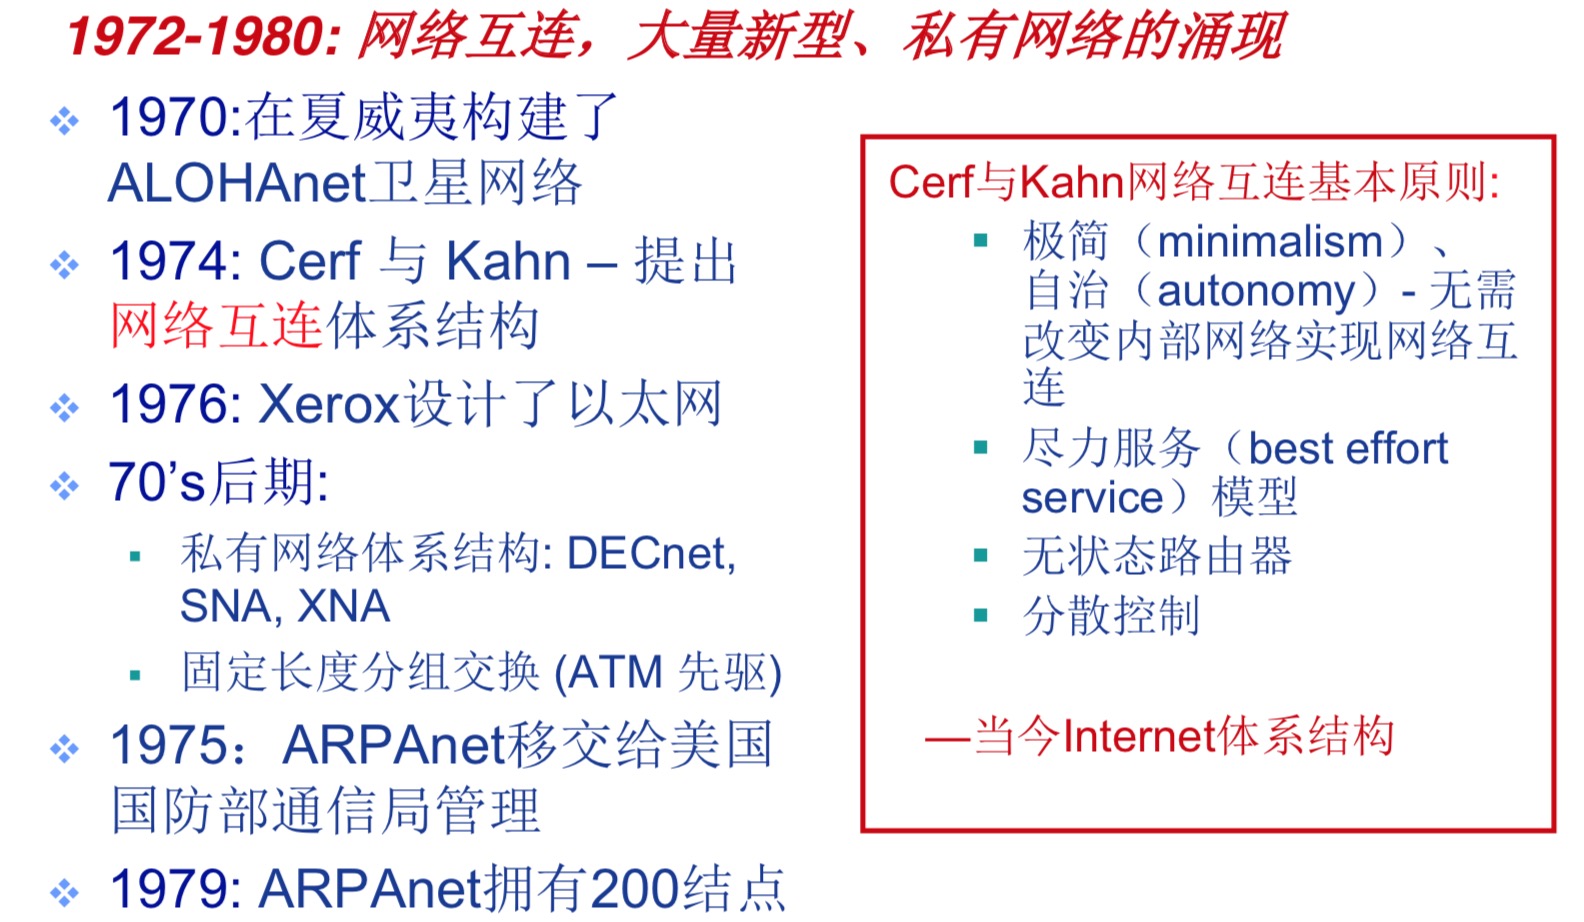 1972-1980: 网络互连，大量新型、私有网络的涌现
1970:在夏威夷构建了
ALOHAnet卫星网络
1974: Cerf 与 Kahn – 提出
网络互连体系结构
1976: Xerox设计了以太网
70’s后期:
私有网络体系结构: DECnet,
SNA, XNA
固定长度分组交换 (ATM 先驱)
1975：ARPAnet移交给美国
国防部通信局管理
1979: ARPAnet拥有200结点
Cerf与Kahn网络互连基本原则:
极简（minimalism）、
自治（autonomy）- 无需
改变内部网络实现网络互
连
尽力服务（best effort
service）模型
无状态路由器
分散控制
—当今Internet体系结构